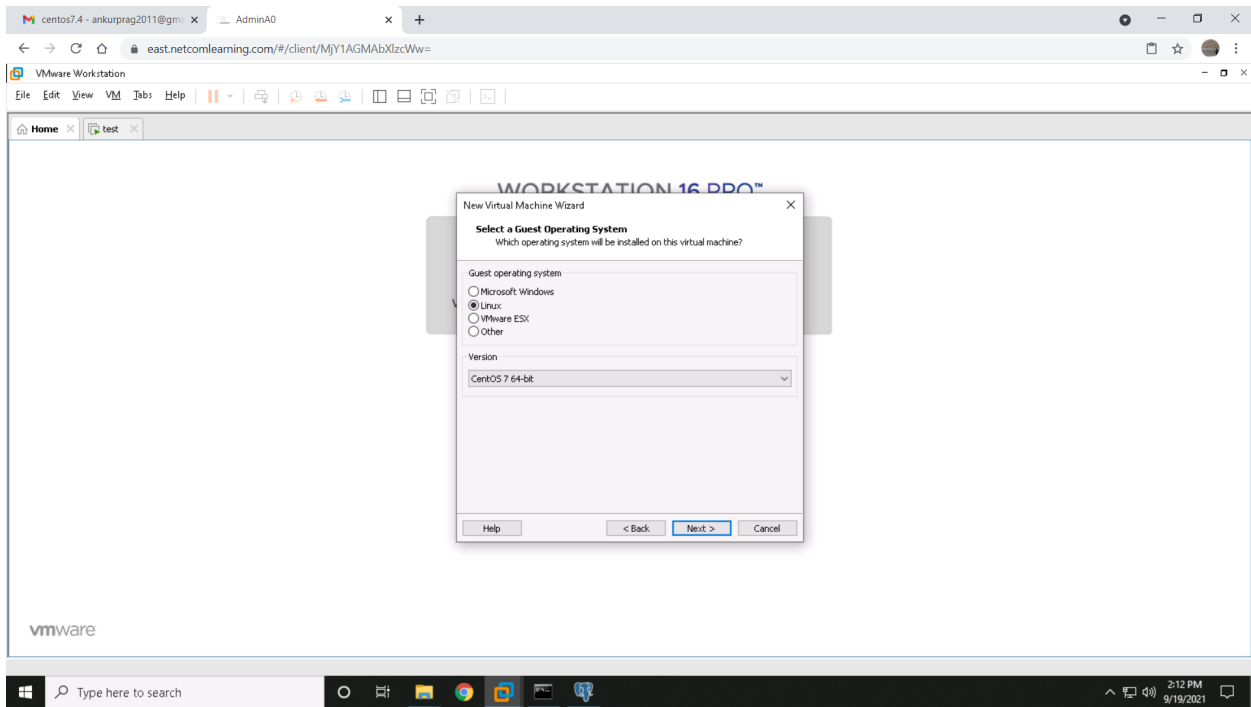 centos7.4 - ankurprag2011@gm
AdminA0
east.netcomlearning.com/#/client/MjY1AGMAbXlzcWw=
VMware Workstation
File Edit View VM Tabs Help
Home
test
WORKSTATION 16 PRO™
New Virtual Machine Wizard
Select a Guest Operating System
Which operating system will be installed on this virtual machine?
Guest operating system
Microsoft Windows
Linux
VMware ESX
Other
Version
CentOS 7 64-bit
Help
< Back
Next >
Cancel
vmware
Type here to search
2:12 PM
9/19/2021